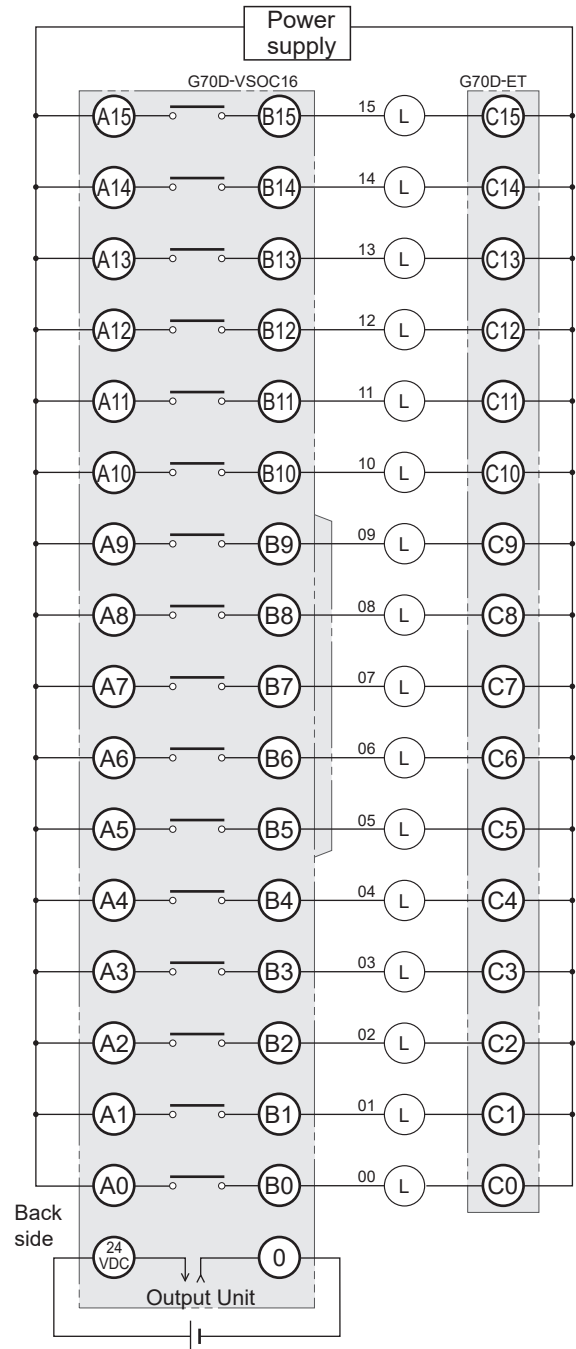 Power
supply
G70D-VSOC16 G70D-ET
A15 B15 15 L C15
A14 B14 14 L C14
A13 B13 13 L C13
A12 B12 12 L C12
A11 B11 11 L C11
A10 B10 10 L C10
A9 B9 09 L C9
A8 B8 08 L C8
A7 B7 07 L C7
A6 B6 06 L C6
A5 B5 05 L C5
A4 B4 04 L C4
A3 B3 03 L C3
A2 B2 02 L C2
A1 B1 01 L C1
A0 B0 00 L C0
Back
side
24
VDC 0
Output Unit